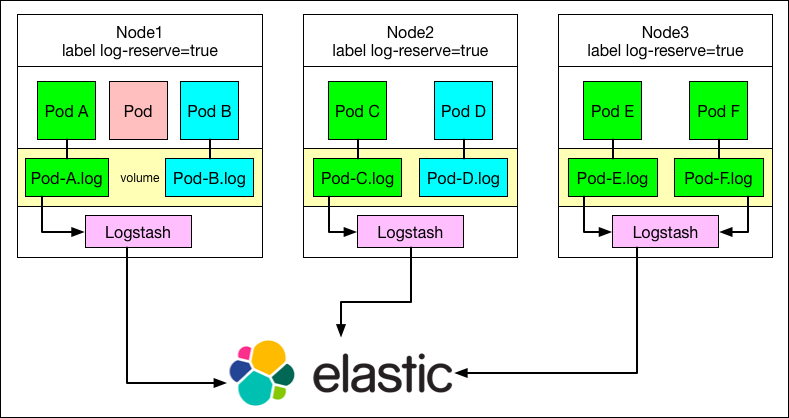 Node1
label log-reserve=true
Pod A
Pod
Pod B
Pod-A.log
volume
Pod-B.log
Logstash
Node2
label log-reserve=true
Pod C
Pod D
Pod-C.log
Pod-D.log
Logstash
Node3
label log-reserve=true
Pod E
Pod F
Pod-E.log
Pod-F.log
Logstash
elastic